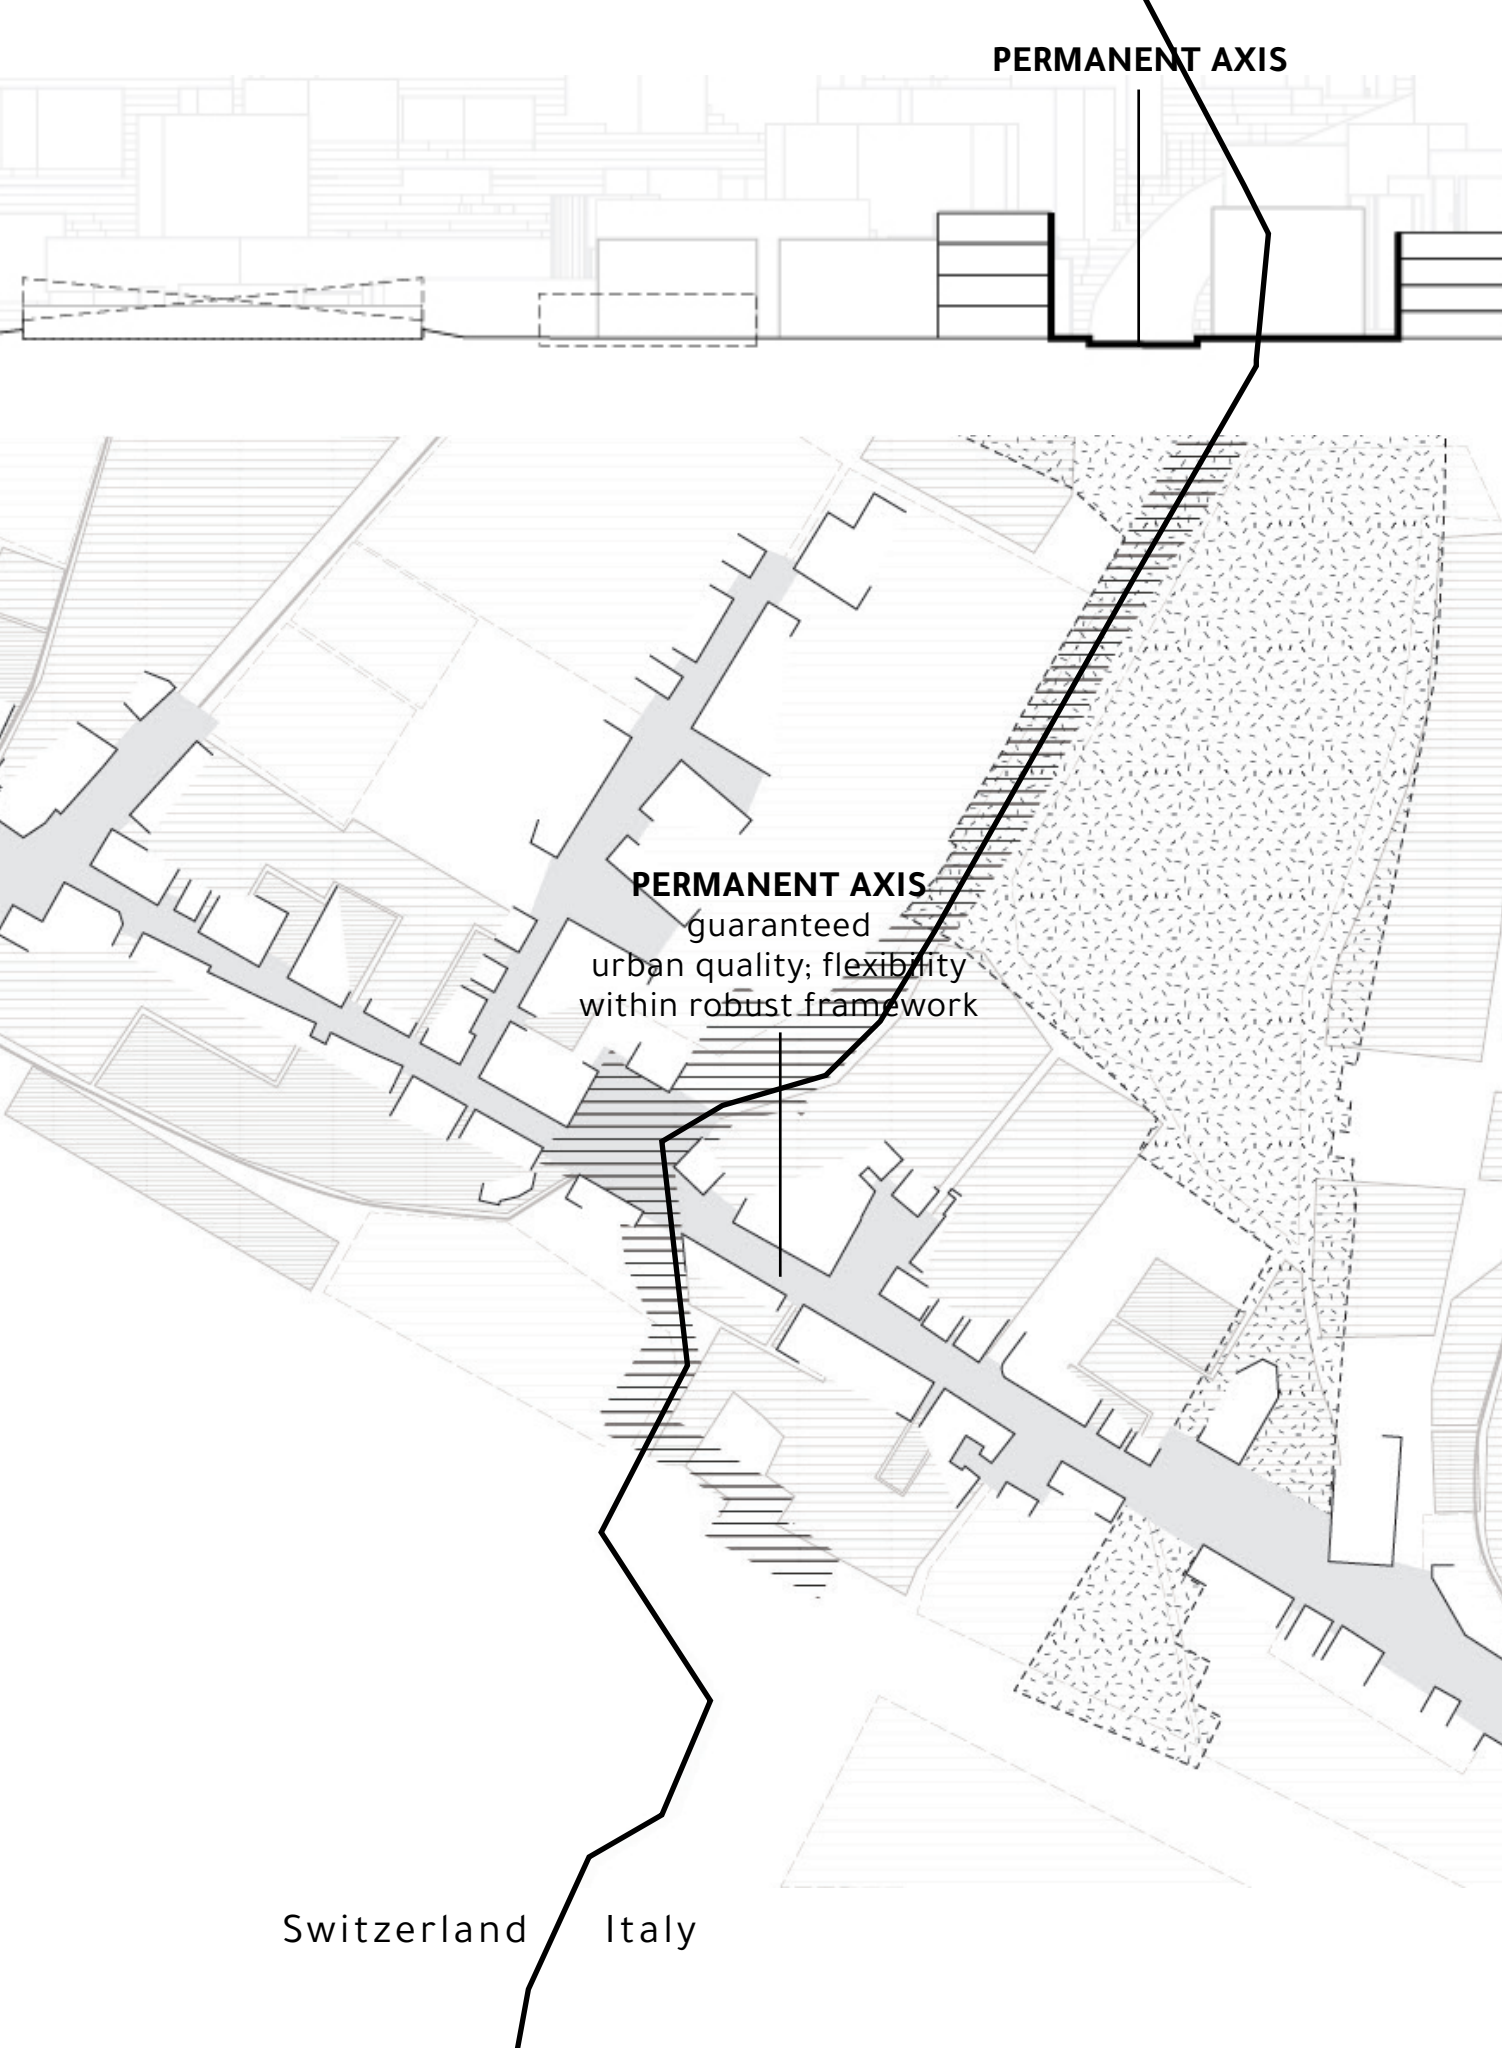 PERMANENT AXIS
PERMANENT AXIS
guaranteed
urban quality; flexibility
within robust framework
Switzerland Italy